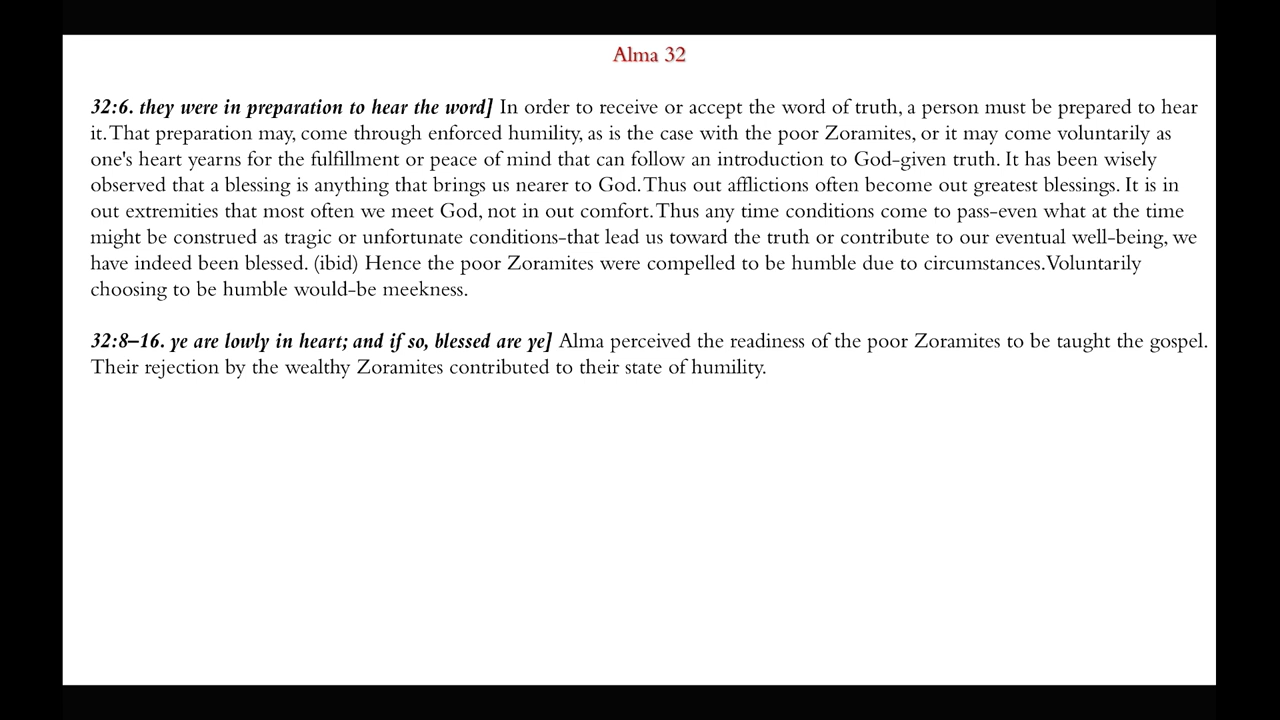 Alma 32
32:6. they were in preparation to hear the word] In order to receive or accept the word of truth, a person must be prepared to hear
it. That preparation may, come through enforced humility, as is the case with the poor Zoramites, or it may come voluntarily as
one's heart yearns for the fulfillment or peace of mind that can follow an introduction to God-given truth. It has been wisely
observed that a blessing is anything that brings us nearer to God. Thus out afflictions often become out greatest blessings. It is in
out extremities that most often we meet God, not in out comfort. Thus any time conditions come to pass-even what at the time
might be construed as tragic or unfortunate conditions-that lead us toward the truth or contribute to our eventual well-being, we
have indeed been blessed. (ibid) Hence the poor Zoramites were compelled to be humble due to circumstances. Voluntarily
choosing to be humble would-be meekness.
32:8–16. ye are lowly in heart; and if so, blessed are ye] Alma perceived the readiness of the poor Zoramites to be taught the gospel.
Their rejection by the wealthy Zoramites contributed to their state of humility.